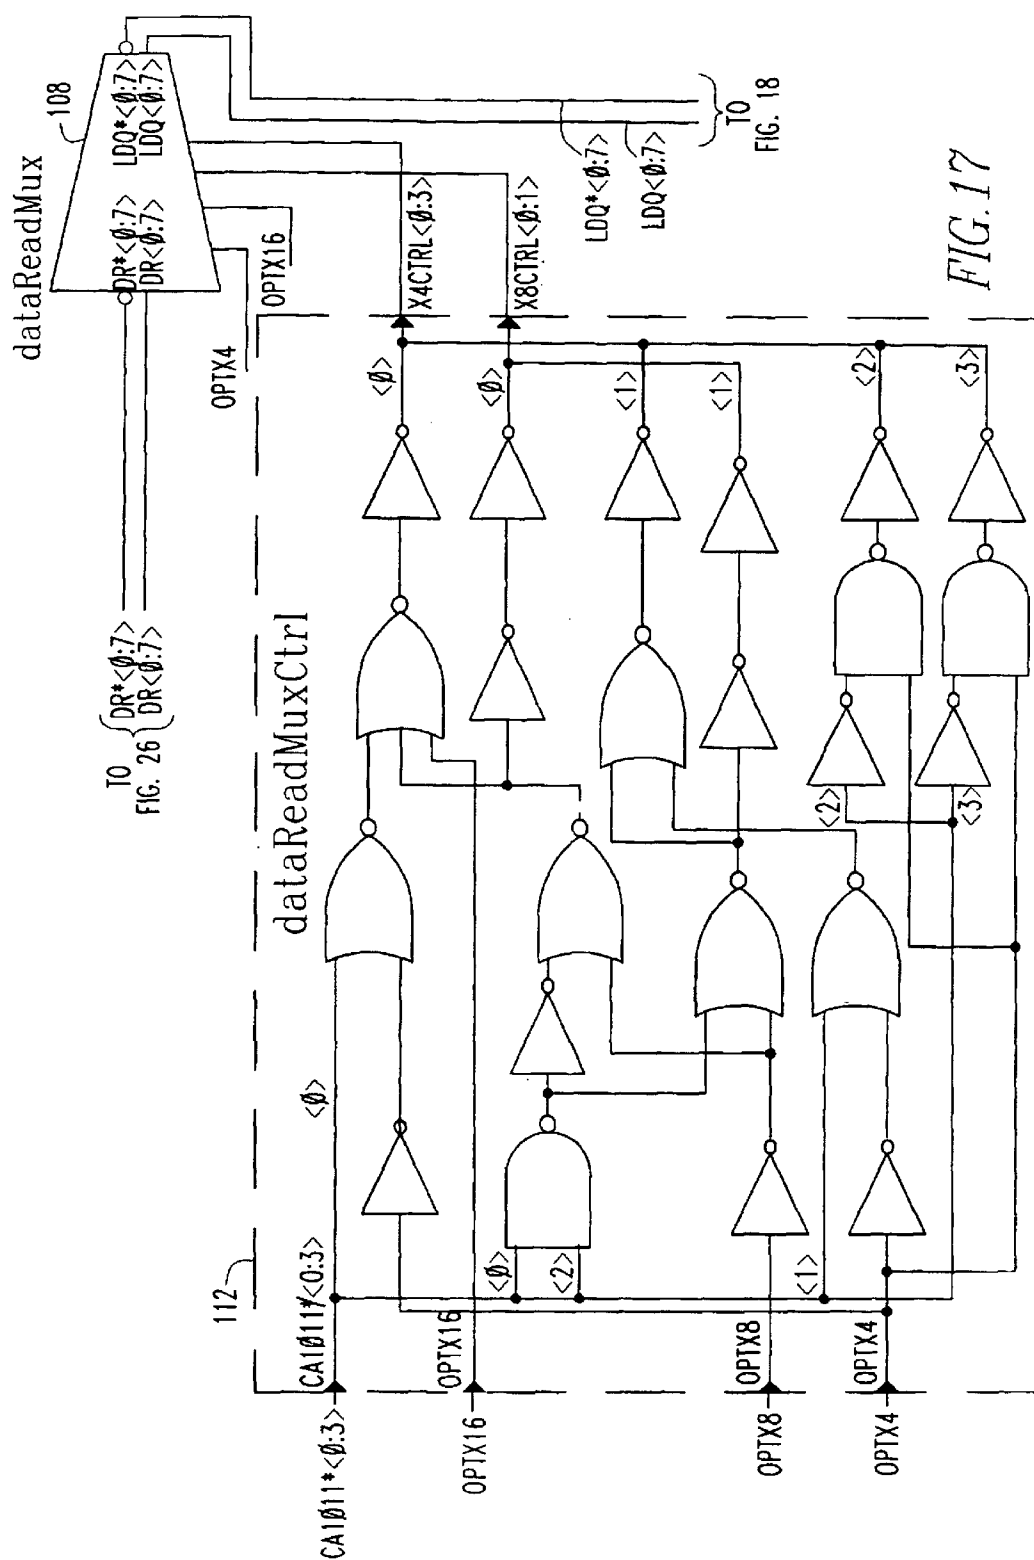 dataReadMux
108
DR*<0:7>
DR<0:7>
LDQ*<0:7>
LDQ<0:7>
TO
FIG. 26
DR*<0:7>
DR<0:7>
OPTX4
OPTX16
X4CTRL<0:3>
X8CTRL<0:1>
LDQ*<0:7>
LDQ<0:7>
TO
FIG. 18
112
dataReadMuxCtrl
CA1011*<0:3>
CA1011*<0:3>
<0>
<0>
OPTX16
OPTX16
<0>
<0>
<2>
<1>
<1>
OPTX8
OPTX8
<1>
OPTX4
OPTX4
<2>
<3>
<2>
<3>
FIG. 17